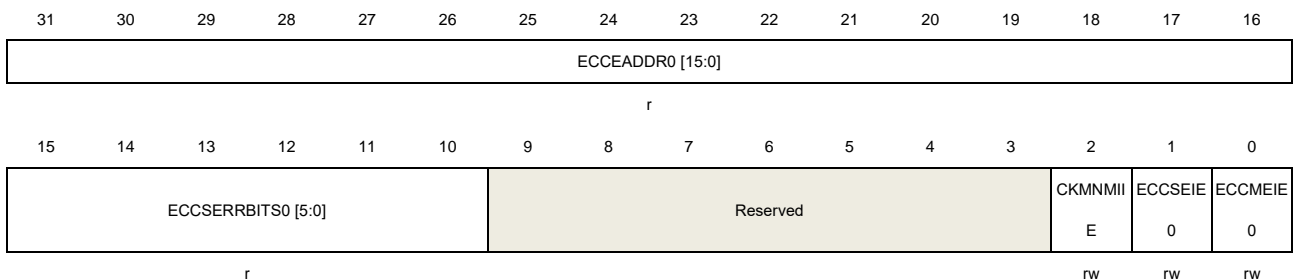 31 30 29 28 27 26 25 24 23 22 21 20 19 18 17 16
ECCEADDR0 [15:0]
r
15 14 13 12 11 10 9 8 7 6 5 4 3 2 1 0
ECCSERRBITS0 [5:0] Reserved CKMNMII ECCSEIE ECCMEIE
E 0 0
r rw rw rw